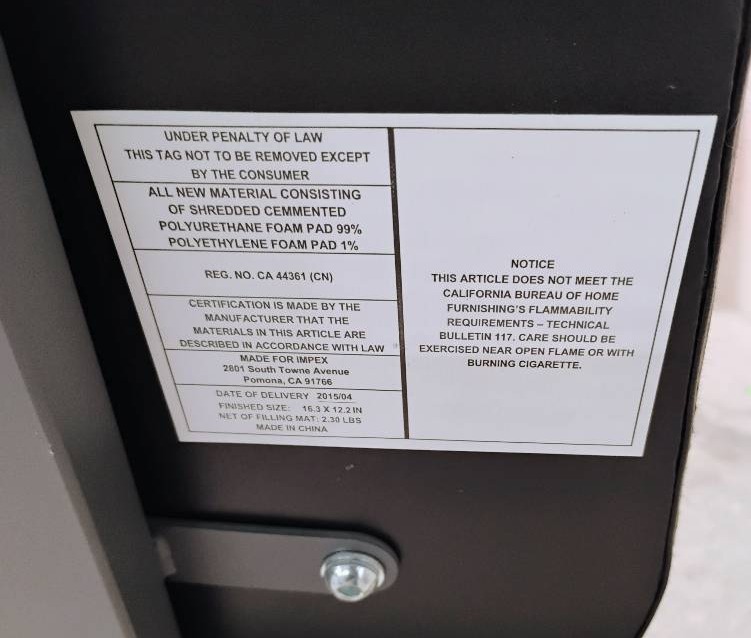 UNDER PENALTY OF LAW
THIS TAG NOT TO BE REMOVED EXCEPT
BY THE CONSUMER
ALL NEW MATERIAL CONSISTING
OF SHREDDED CEMMENTED
POLYURETHANE FOAM PAD 99%
POLYETHYLENE FOAM PAD 1%
REG. NO. CA 44361 (CN)
CERTIFICATION IS MADE BY THE
MANUFACTURER THAT THE
MATERIALS IN THIS ARTICLE ARE
DESCRIBED IN ACCORDANCE WITH LAW
MADE FOR IMPEX
2801 South Towne Avenue
Pomona, CA 91766
DATE OF DELIVERY 2015/04
FINISHED SIZE: 16.3 X 12.2 IN
NET OF FILLING MAT: 2.30 LBS
MADE IN CHINA
NOTICE
THIS ARTICLE DOES NOT MEET THE
CALIFORNIA BUREAU OF HOME
FURNISHING'S FLAMMABILITY
REQUIREMENTS – TECHNICAL
BULLETIN 117. CARE SHOULD BE
EXERCISED NEAR OPEN FLAME OR WITH
BURNING CIGARETTE.